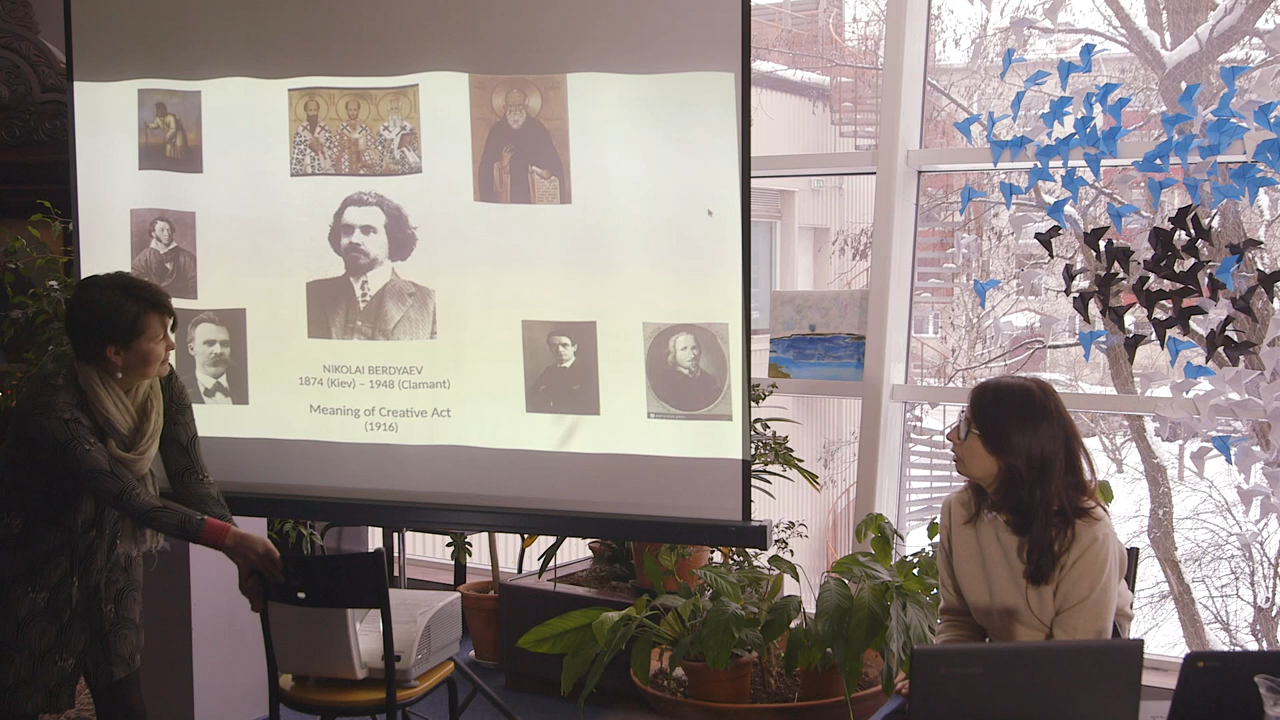 NIKOLAI BERDYAEV
1874 (Kiev) – 1948 (Clamant)
Meaning of Creative Act
(1916)